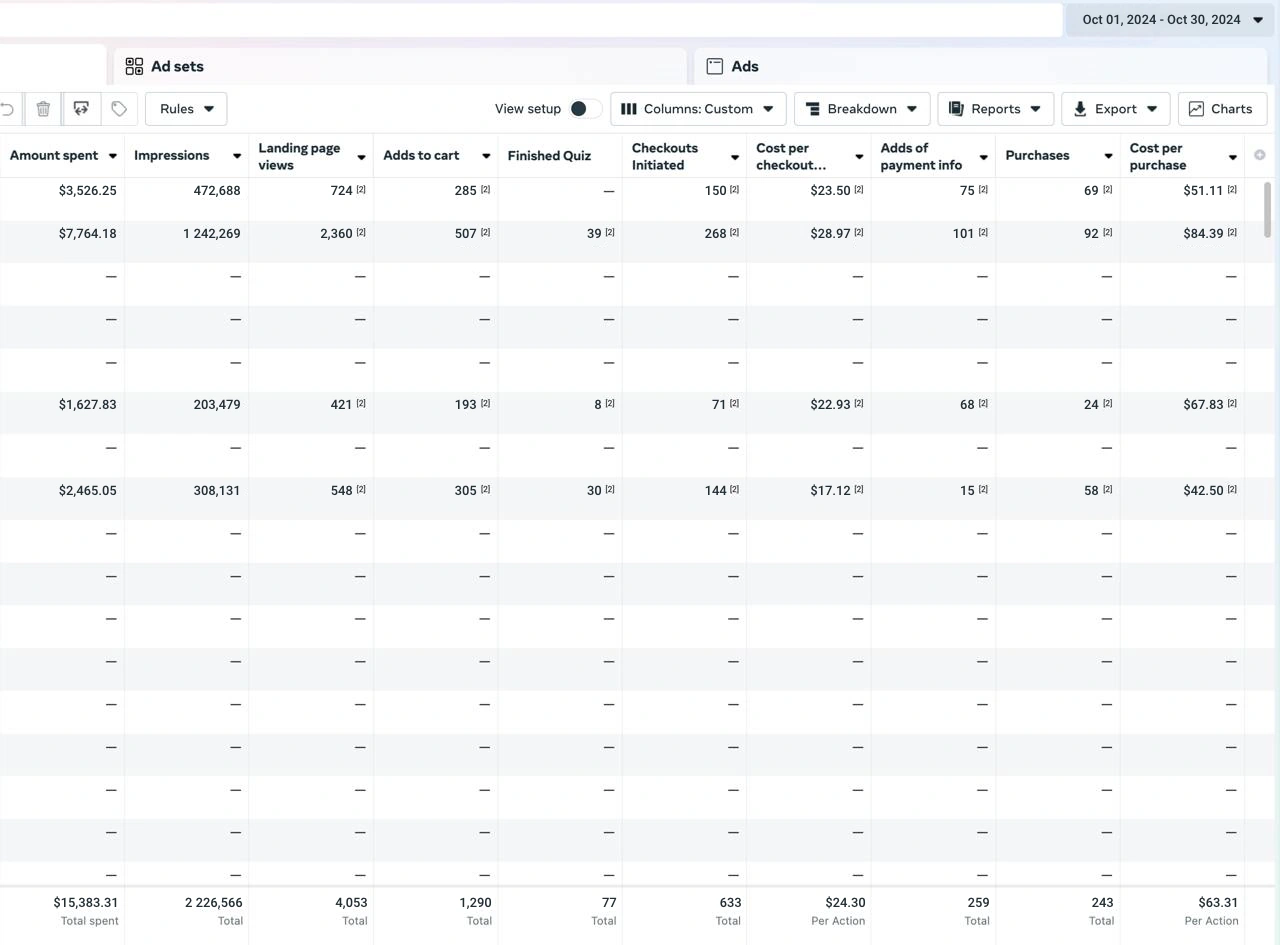 Oct 01, 2024 - Oct 30, 2024
Ad sets Ads
Rules View setup Columns: Custom Breakdown Reports Export Charts
Amount spent Impressions Landing page views Adds to cart Finished Quiz Checkouts Initiated Cost per checkout... Adds of payment info Purchases Cost per purchase
$3,526.25 472,688 724 [2] 285 [2] — 150 [2] $23.50 [2] 75 [2] 69 [2] $51.11 [2]
$7,764.18 1 242,269 2,360 [2] 507 [2] 39 [2] 268 [2] $28.97 [2] 101 [2] 92 [2] $84.39 [2]
— — — — — — — — — —
— — — — — — — — — —
— — — — — — — — — —
$1,627.83 203,479 421 [2] 193 [2] 8 [2] 71 [2] $22.93 [2] 68 [2] 24 [2] $67.83 [2]
— — — — — — — — — —
$2,465.05 308,131 548 [2] 305 [2] 30 [2] 144 [2] $17.12 [2] 15 [2] 58 [2] $42.50 [2]
— — — — — — — — — —
— — — — — — — — — —
— — — — — — — — — —
— — — — — — — — — —
— — — — — — — — — —
— — — — — — — — — —
— — — — — — — — — —
— — — — — — — — — —
— — — — — — — — — —
$15,383.31 2 226,566 4,053 1,290 77 633 $24.30 259 243 $63.31
Total spent Total Total Total Total Total Per Action Total Total Per Action